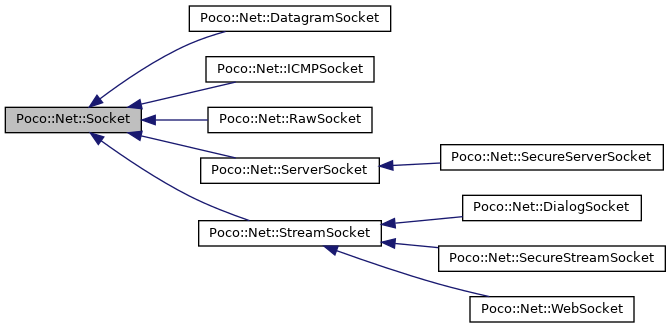 Poco::Net::DatagramSocket
Poco::Net::ICMPSocket
Poco::Net::Socket
Poco::Net::RawSocket
Poco::Net::ServerSocket
Poco::Net::SecureServerSocket
Poco::Net::StreamSocket
Poco::Net::DialogSocket
Poco::Net::SecureStreamSocket
Poco::Net::WebSocket